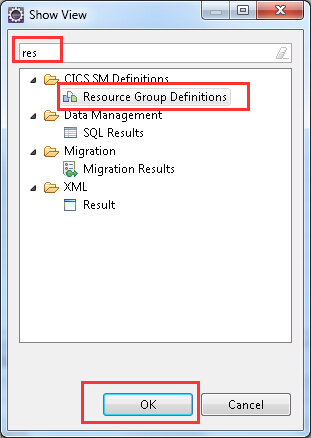 Show View
res
CICS SM Definitions
Resource Group Definitions
Data Management
SQL Results
Migration
Migration Results
XML
Result
OK
Cancel